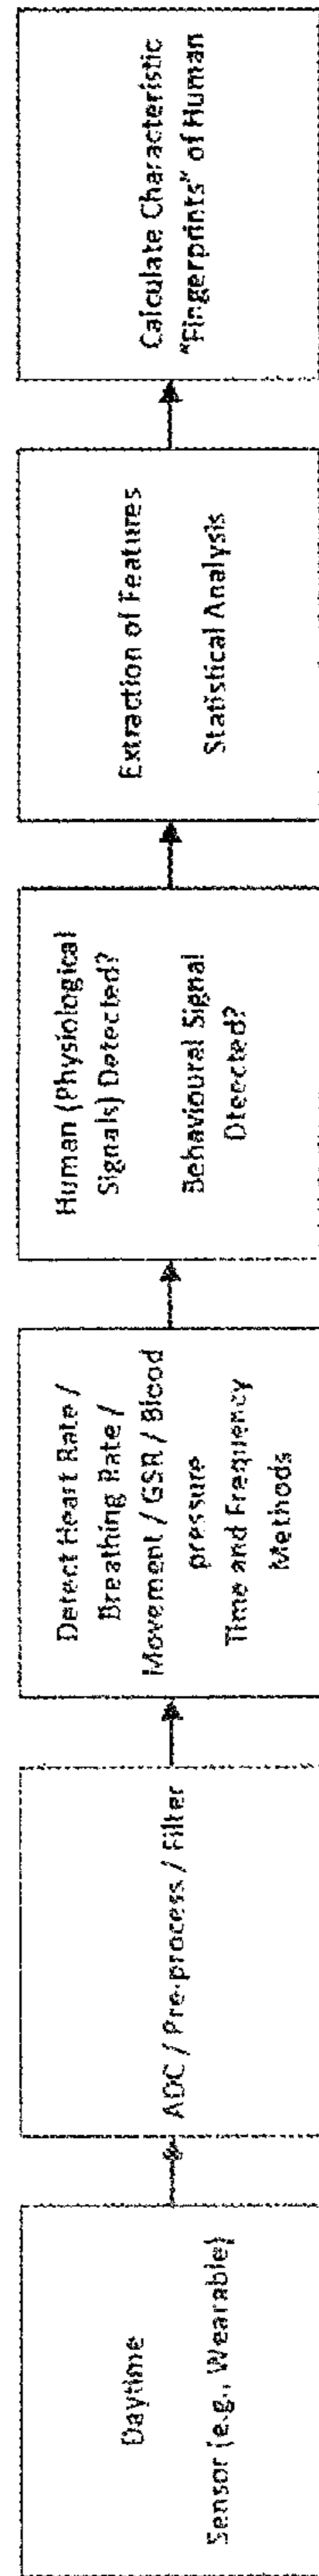 Daytime
Sensor (e.g., Wearable)
ADC / Pre-process / Filter
Detect Heart Rate /
Breathing Rate /
Movement / GSR / Blood
pressure
Time and Frequency
Methods
Human (Physiological
Signals) Detected?
Behavioural Signal
Dteected?
Extraction of Features
Statistical Analysis
Calculate Characteristic
"Fingerprints" of Human